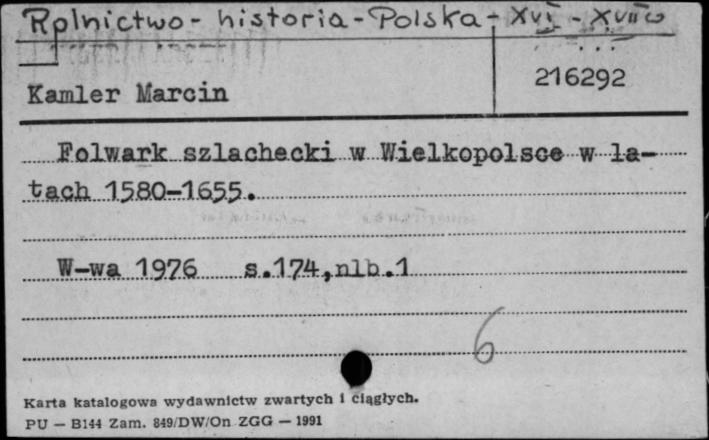 Rolnictwo - historia - Polska - XVI - XVII w
216292
Kamler Marcin
Folwark szlachecki w Wielkopolsce w la-
tach 1580-1655.
W-wa 1976 s.174,nlb.1
6
Karta katalogowa wydawnictw zwartych i ciągłych.
PU — B144 Zam. 849/DW/On ZGG — 1991